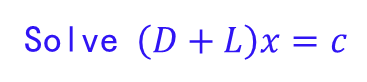 Solve (D + L)x = c